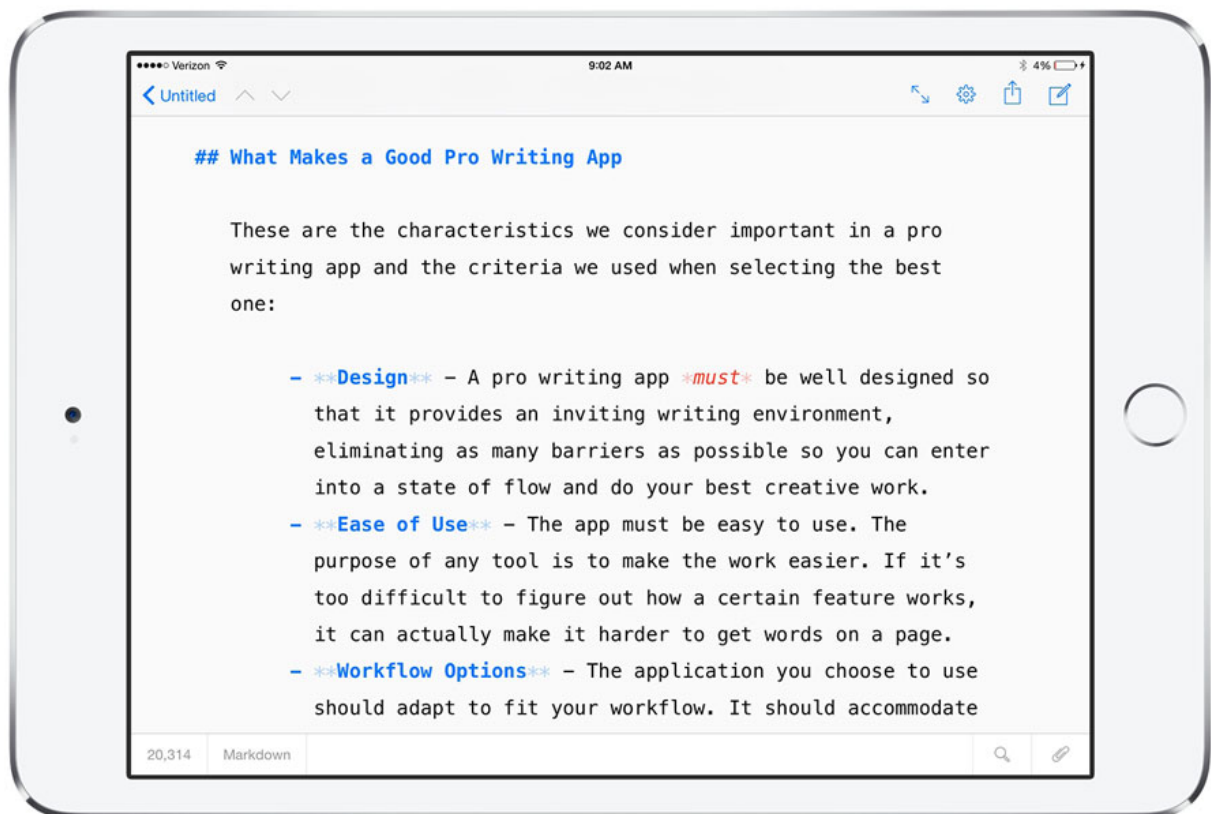 ●●●●○ Verizon 9:02 AM 4%
Untitled
## What Makes a Good Pro Writing App
These are the characteristics we consider important in a pro
writing app and the criteria we used when selecting the best
one:
- **Design** – A pro writing app *must* be well designed so
that it provides an inviting writing environment,
eliminating as many barriers as possible so you can enter
into a state of flow and do your best creative work.
- **Ease of Use** – The app must be easy to use. The
purpose of any tool is to make the work easier. If it’s
too difficult to figure out how a certain feature works,
it can actually make it harder to get words on a page.
- **Workflow Options** – The application you choose to use
should adapt to fit your workflow. It should accommodate
20,314 Markdown